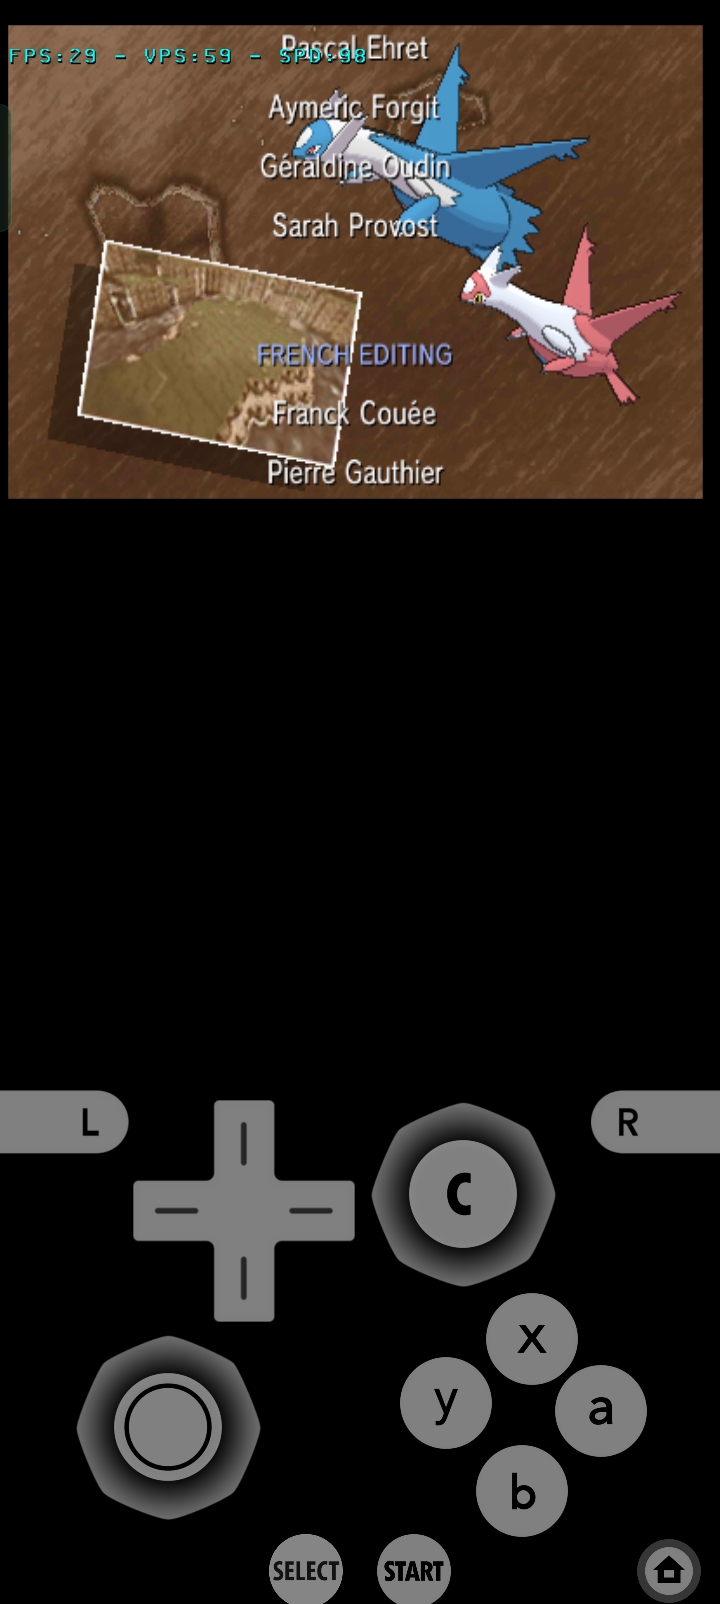 Pascal Ehret
FPS:29 - VPS:59 - SPD:98
Aymeric Forgit
Géraldine Oudin
Sarah Provost
FRENCH EDITING
Franck Couée
Pierre Gauthier
L
R
C
x
y
a
b
SELECT
START